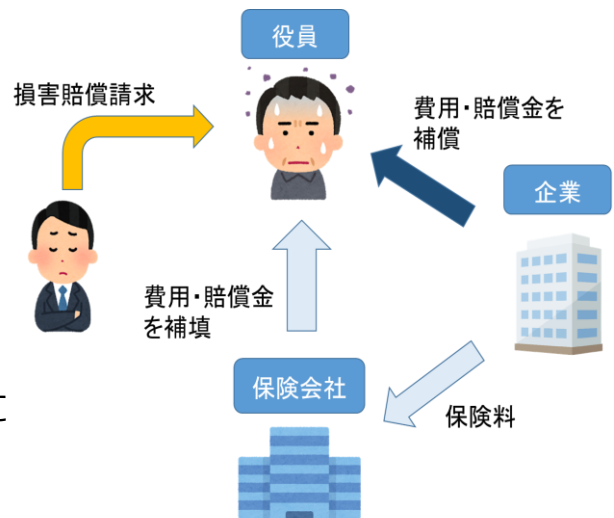 役員
損害賠償請求
費用・賠償金を
補償
企業
費用・賠償金
を補填
保険会社
に
保険料